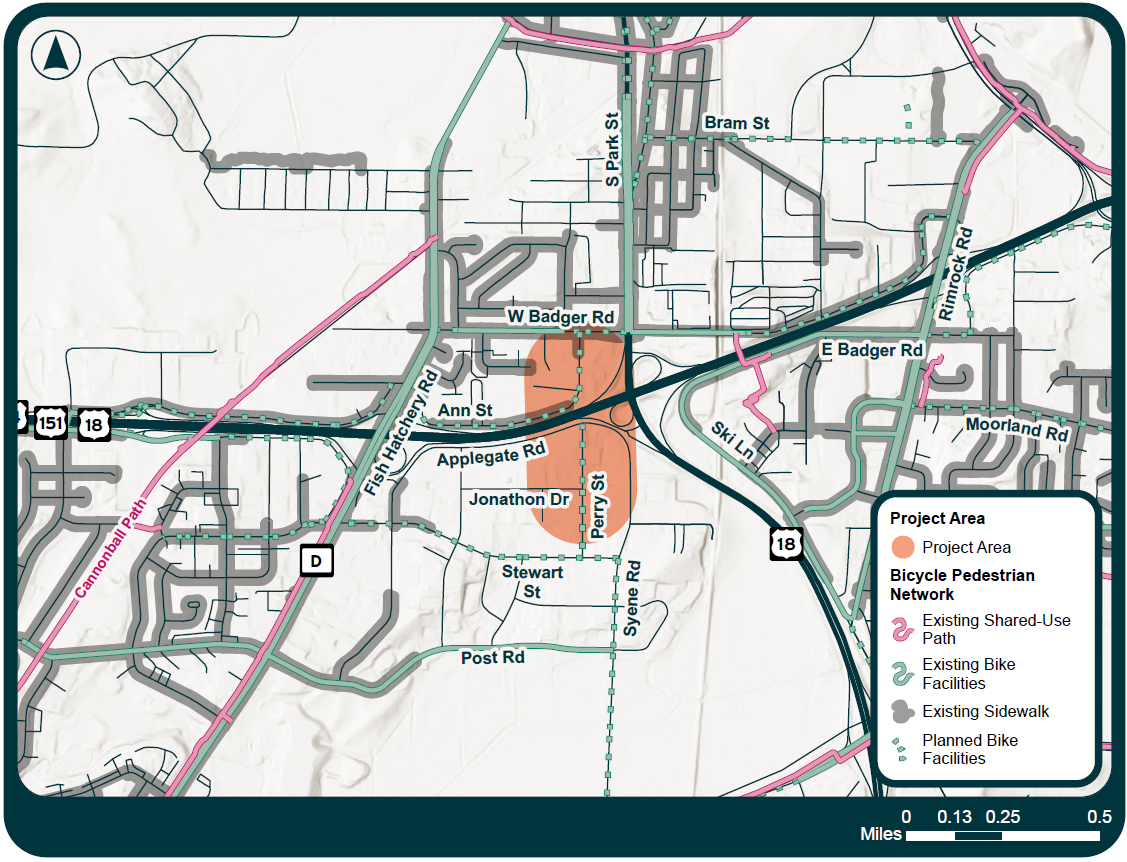 Bram St
S Park St
Rimrock Rd
W Badger Rd
E Badger Rd
Fish Hatchery Rd
Ann St
151
18
Moorland Rd
Ski Ln
Applegate Rd
Jonathon Dr
Perry St
Cannonball Path
18
D
Stewart
St
Syene Rd
Post Rd
Project Area
Project Area
Bicycle Pedestrian
Network
Existing Shared-Use
Path
Existing Bike
Facilities
Existing Sidewalk
Planned Bike
Facilities
0 0.13 0.25 0.5
Miles